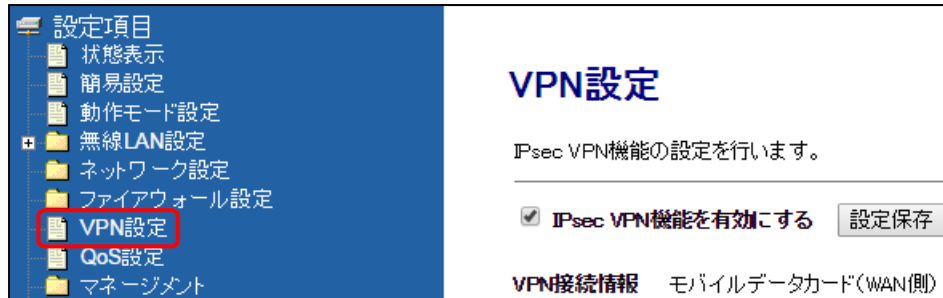 設定項目
状態表示
簡易設定
動作モード設定
無線LAN設定
ネットワーク設定
ファイアウォール設定
VPN設定
QoS設定
マネージメント
VPN設定
IPsec VPN機能の設定を行います。
IPsec VPN機能を有効にする 設定保存
VPN接続情報 モバイルデータカード(WAN側)